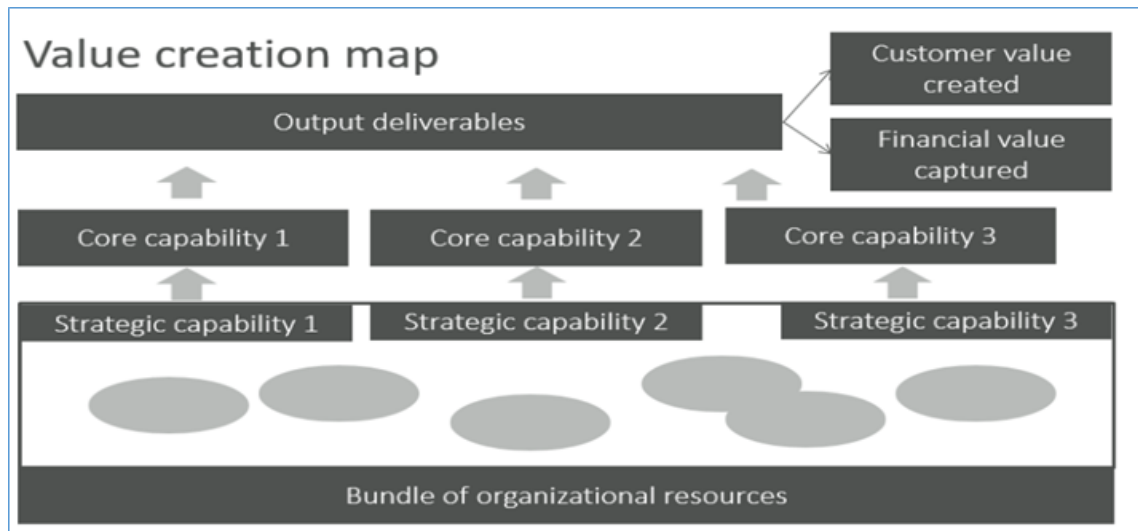 Value creation map
Customer value
created
Output deliverables
Financial value
captured
Core capability 1
Core capability 2
Core capability 3
Strategic capability 1
Strategic capability 2
Strategic capability 3
Bundle of organizational resources